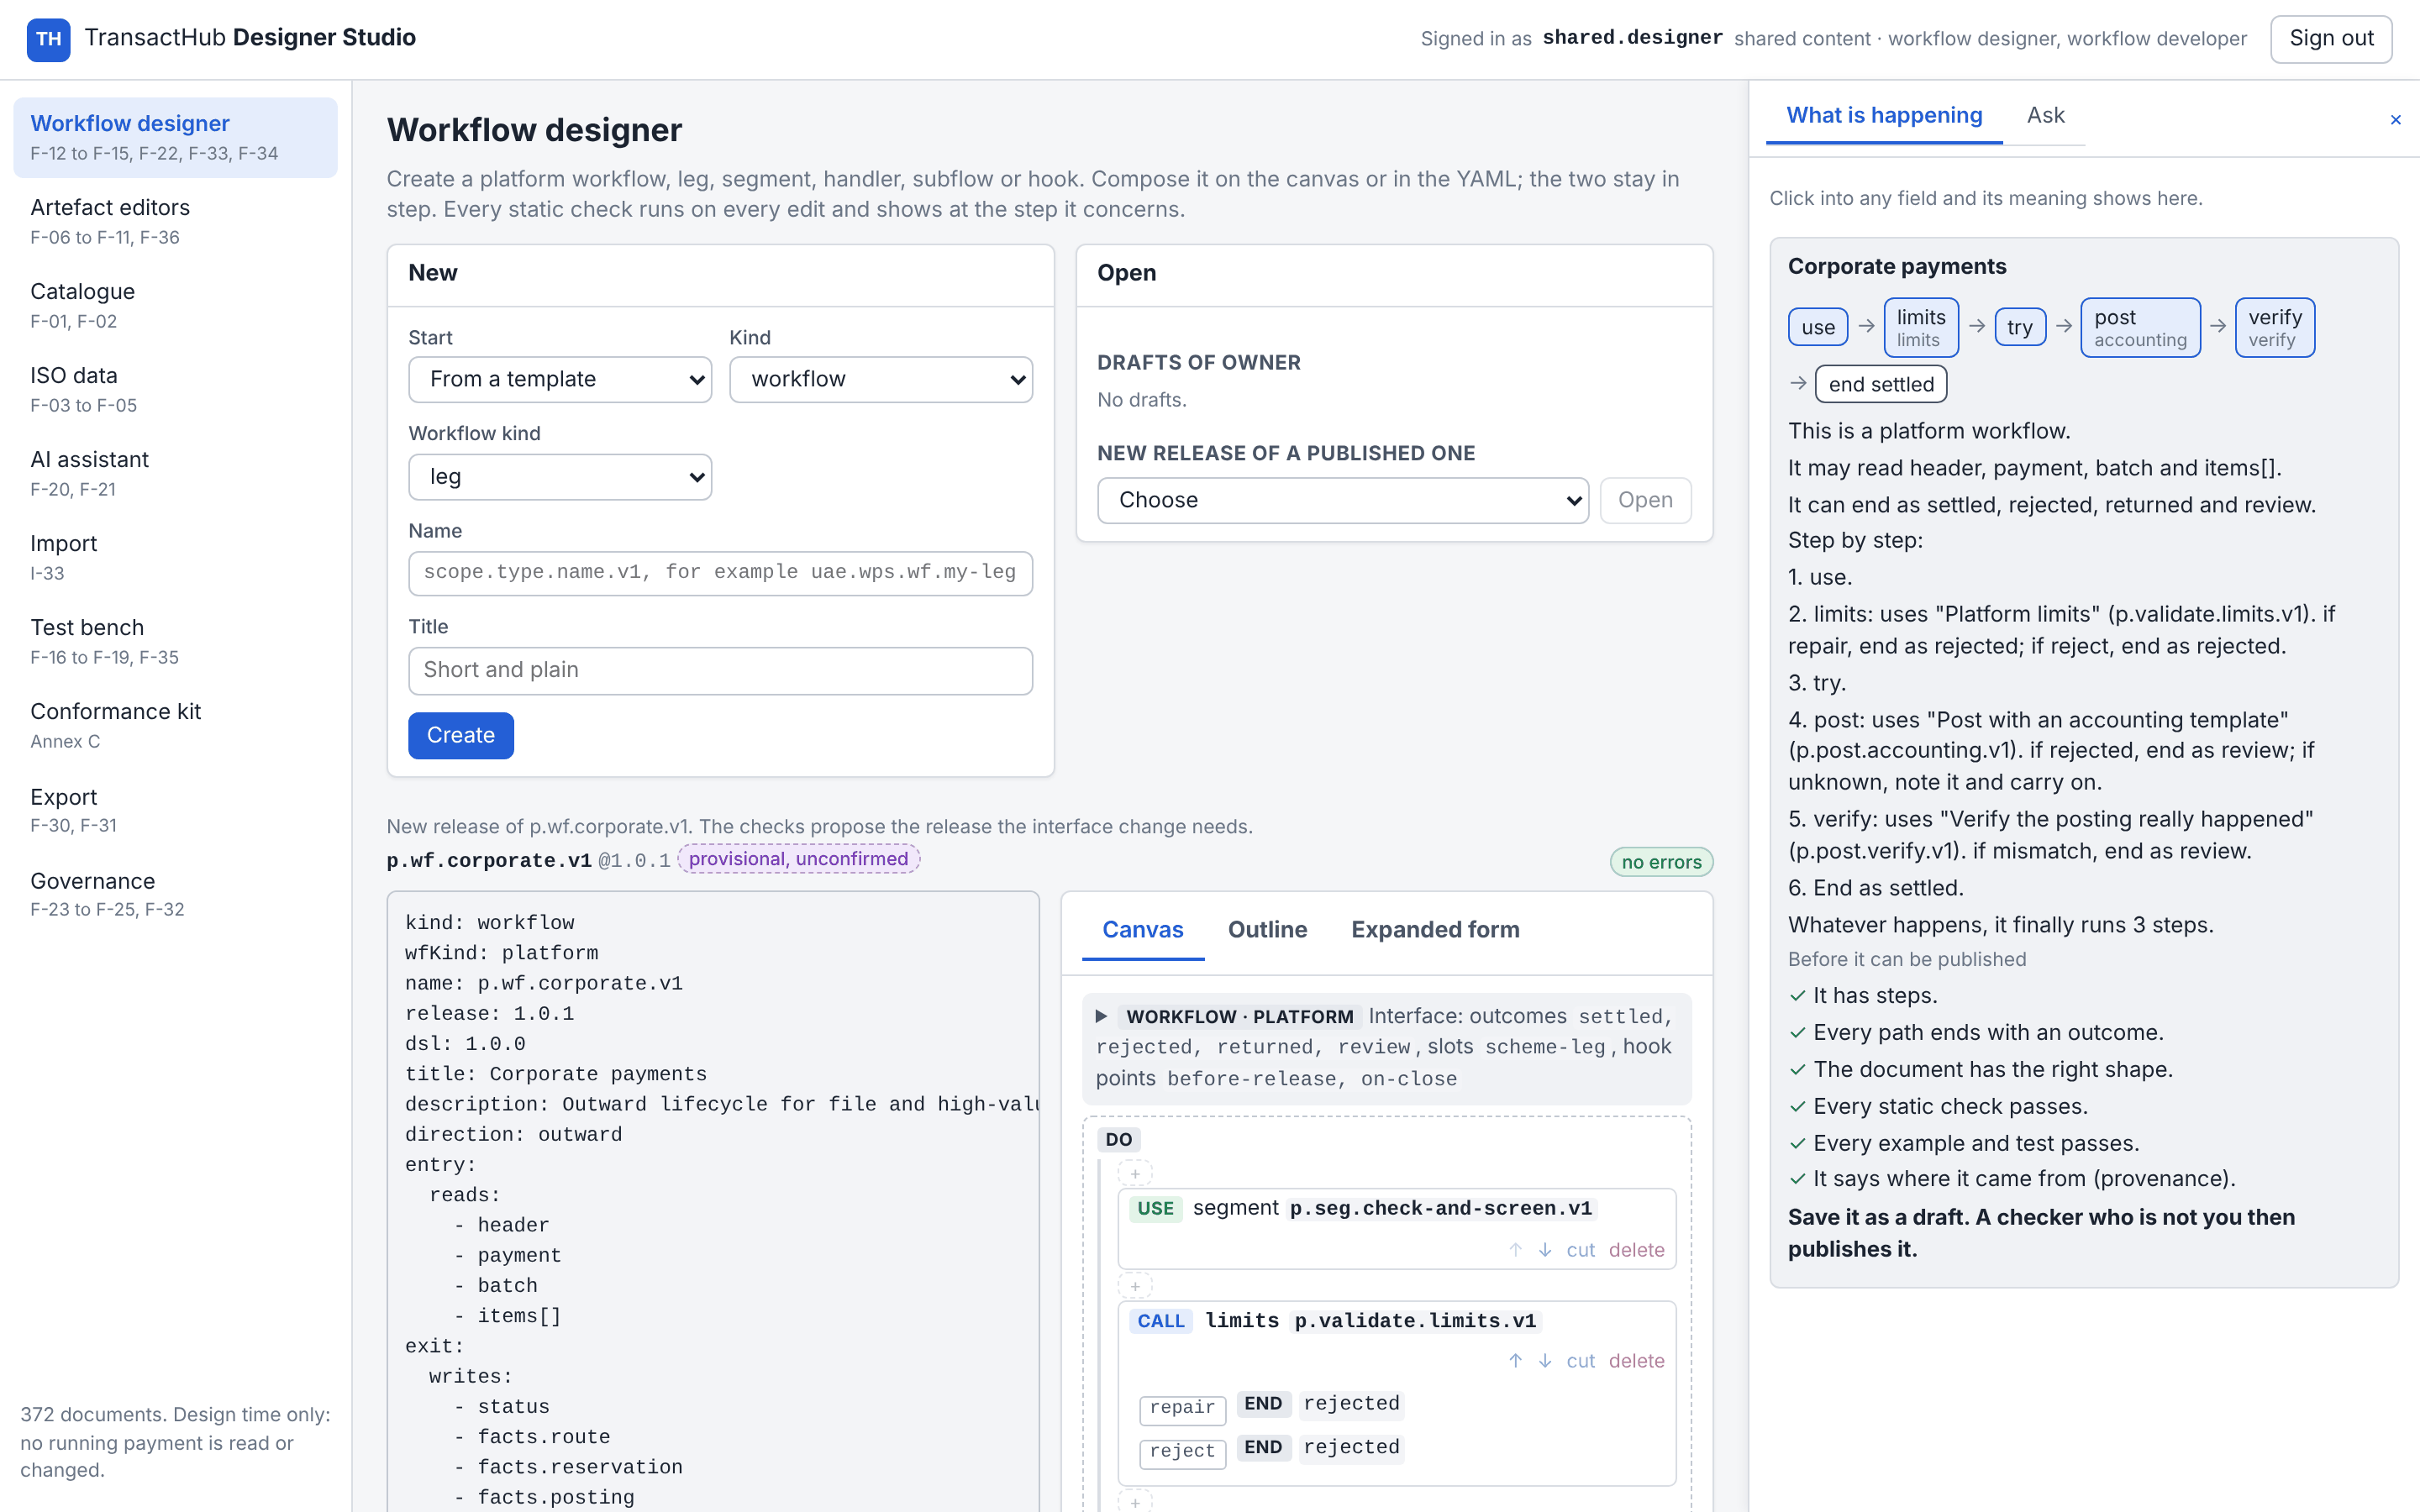 TH TransactHub Designer Studio
Signed in as shared.designer shared content · workflow designer, workflow developer
Sign out
Workflow designer
F-12 to F-15, F-22, F-33, F-34
Artefact editors
F-06 to F-11, F-36
Catalogue
F-01, F-02
ISO data
F-03 to F-05
AI assistant
F-20, F-21
Import
I-33
Test bench
F-16 to F-19, F-35
Conformance kit
Annex C
Export
F-30, F-31
Governance
F-23 to F-25, F-32
372 documents. Design time only:
no running payment is read or
changed.
Workflow designer
Create a platform workflow, leg, segment, handler, subflow or hook. Compose it on the canvas or in the YAML; the two stay in
step. Every static check runs on every edit and shows at the step it concerns.
New
Start
Kind
From a template
workflow
Workflow kind
leg
Name
scope.type.name.v1, for example uae.wps.wf.my-leg
Title
Short and plain
Create
Open
DRAFTS OF OWNER
No drafts.
NEW RELEASE OF A PUBLISHED ONE
Choose
Open
New release of p.wf.corporate.v1. The checks propose the release the interface change needs.
p.wf.corporate.v1 @1.0.1 provisional, unconfirmed
no errors
kind: workflow
wfKind: platform
name: p.wf.corporate.v1
release: 1.0.1
dsl: 1.0.0
title: Corporate payments
description: Outward lifecycle for file and high-valu
direction: outward
entry:
reads:
- header
- payment
- batch
- items[]
exit:
writes:
- status
- facts.route
- facts.reservation
- facts.posting
Canvas
Outline
Expanded form
▶ WORKFLOW · PLATFORM Interface: outcomes settled,
rejected, returned, review, slots scheme-leg, hook
points before-release, on-close
DO
+
USE segment p.seg.check-and-screen.v1
↑ ↓ cut delete
+
CALL limits p.validate.limits.v1
↑ ↓ cut delete
repair END rejected
reject END rejected
+
What is happening
Ask
×
Click into any field and its meaning shows here.
Corporate payments
use → limits → try → post → verify
limits accounting verify
→ end settled
This is a platform workflow.
It may read header, payment, batch and items[].
It can end as settled, rejected, returned and review.
Step by step:
1. use.
2. limits: uses "Platform limits" (p.validate.limits.v1). if
repair, end as rejected; if reject, end as rejected.
3. try.
4. post: uses "Post with an accounting template"
(p.post.accounting.v1). if rejected, end as review; if
unknown, note it and carry on.
5. verify: uses "Verify the posting really happened"
(p.post.verify.v1). if mismatch, end as review.
6. End as settled.
Whatever happens, it finally runs 3 steps.
Before it can be published
✓ It has steps.
✓ Every path ends with an outcome.
✓ The document has the right shape.
✓ Every static check passes.
✓ Every example and test passes.
✓ It says where it came from (provenance).
Save it as a draft. A checker who is not you then
publishes it.